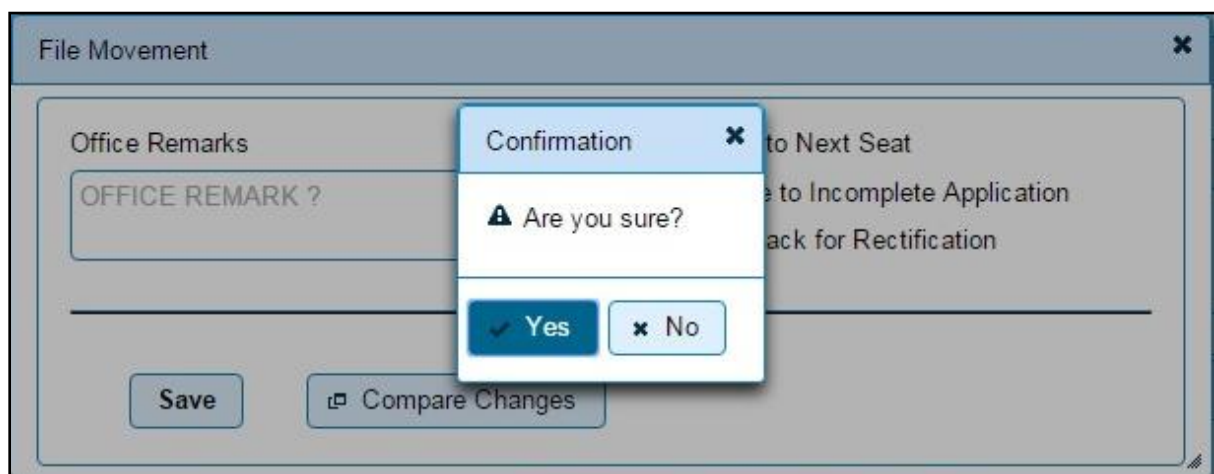 File Movement
Office Remarks
OFFICE REMARK ?
Confirmation
Are you sure?
Yes
No
to Next Seat
to Incomplete Application
for Rectification
Save
Compare Changes